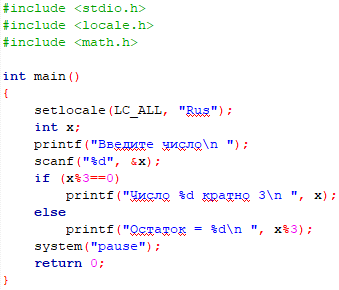 #include <stdio.h>
#include <locale.h>
#include <math.h>
int main()
{
setlocale(LC_ALL, "Rus");
int x;
printf("Введите число\n ");
scanf("%d", &x);
if (x%3==0)
printf("Число %d кратно 3\n ", x);
else
printf("Остаток = %d\n ", x%3);
system("pause");
return 0;
}